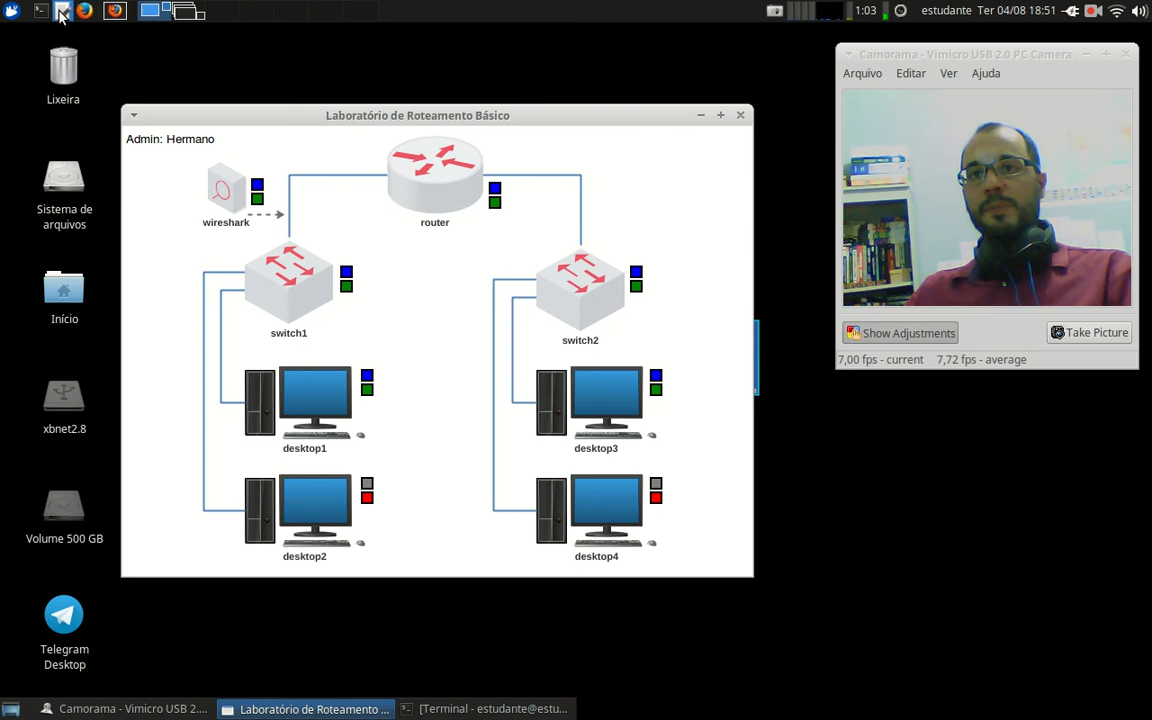 1:03
estudante
Ter 04/08 18:51
Lixeira
Sistema de
arquivos
Início
xbnet2.8
Volume 500 GB
Telegram
Desktop
Laboratório de Roteamento Básico
Admin: Hermano
wireshark
router
switch1
switch2
desktop1
desktop3
desktop2
desktop4
Camorama - Vimicro USB 2.0 PC Camera
Arquivo Editar Ver Ajuda
Show Adjustments
Take Picture
7,00 fps - current 7,72 fps - average
Camorama - Vimicro USB 2....
Laboratório de Roteamento ...
[Terminal - estudante@estu...